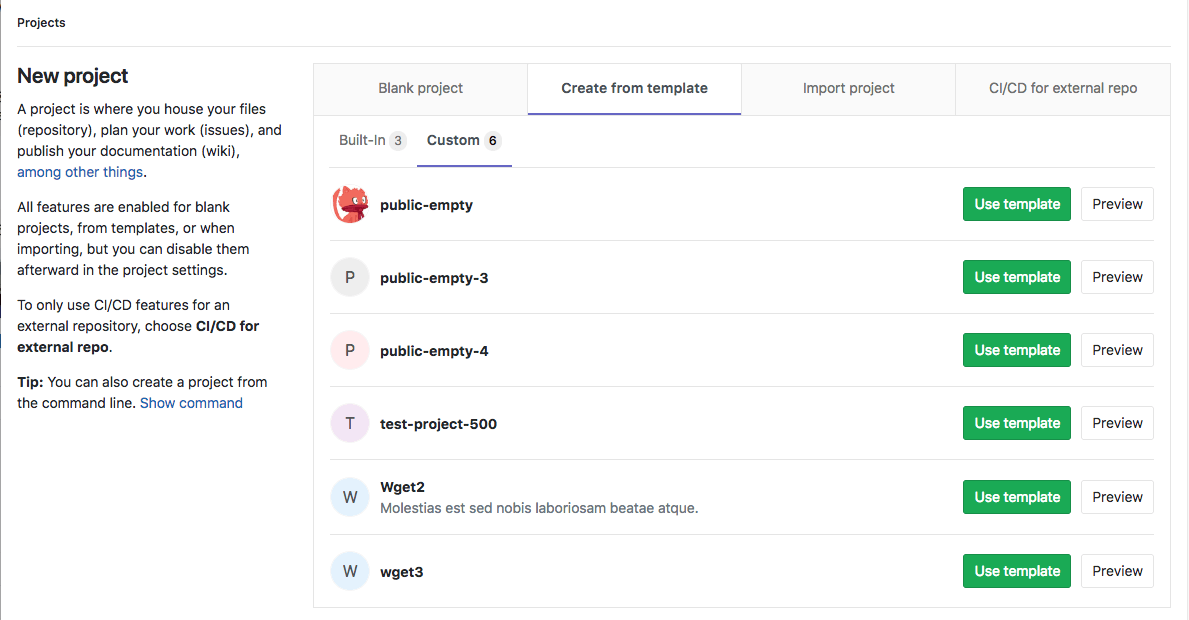 Projects
New project
A project is where you house your files
(repository), plan your work (issues), and
publish your documentation (wiki),
among other things.
All features are enabled for blank
projects, from templates, or when
importing, but you can disable them
afterward in the project settings.
To only use CI/CD features for an
external repository, choose CI/CD for
external repo.
Tip: You can also create a project from
the command line. Show command
Blank project
Create from template
Import project
CI/CD for external repo
Built-In 3
Custom 6
public-empty
Use template
Preview
P
public-empty-3
Use template
Preview
P
public-empty-4
Use template
Preview
T
test-project-500
Use template
Preview
W
Wget2
Molestias est sed nobis laboriosam beatae atque.
Use template
Preview
W
wget3
Use template
Preview